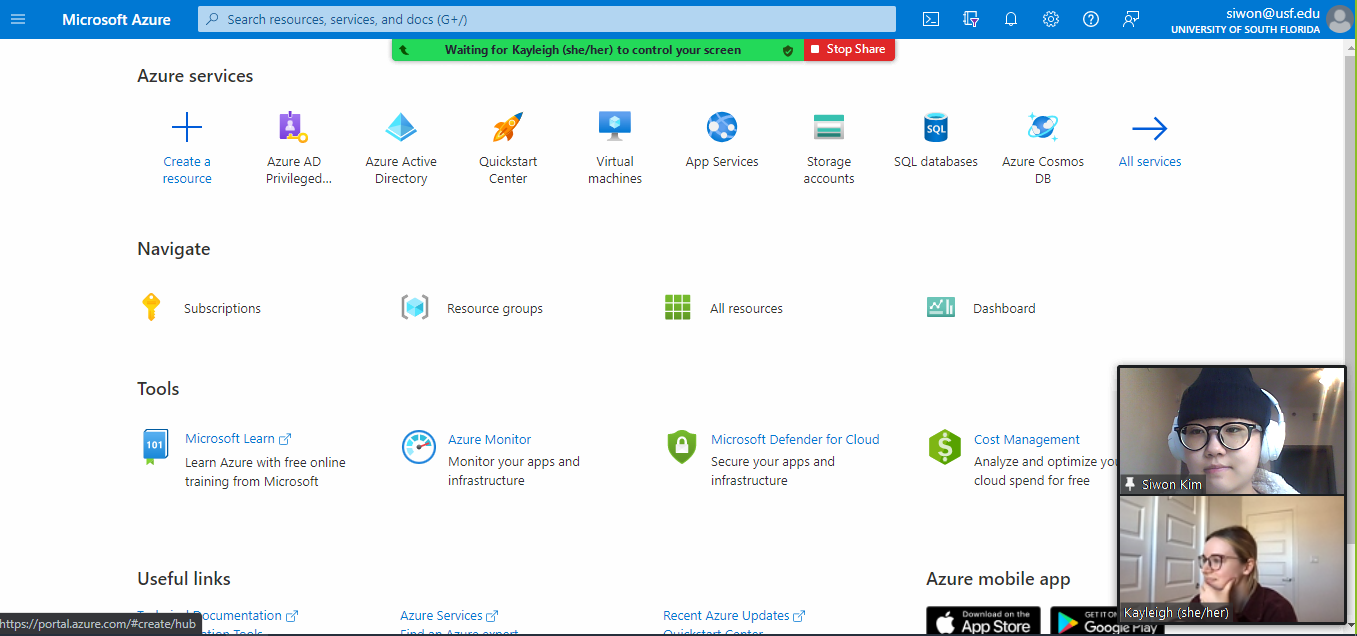 Microsoft Azure
Search resources, services, and docs (G+/)
siwon@usf.edu
UNIVERSITY OF SOUTH FLORIDA
Waiting for Kayleigh (she/her) to control your screen
Stop Share
Azure services
Create a
resource
Azure AD
Privileged...
Azure Active
Directory
Quickstart
Center
Virtual
machines
App Services
Storage
accounts
SQL
SQL databases
Azure Cosmos
DB
All services
Navigate
Subscriptions
Resource groups
All resources
Dashboard
Tools
101
Microsoft Learn
Learn Azure with free online
training from Microsoft
Azure Monitor
Monitor your apps and
infrastructure
Microsoft Defender for Cloud
Secure your apps and
infrastructure
Cost Management
Analyze and optimize you
cloud spend for free
Siwon Kim
Kayleigh (she/her)
Useful links
Technical Documentation
Azure Services
Find an Azure expert
Recent Azure Updates
Quickstart Center
Azure mobile app
Download on the
App Store
GET IT ON
Google Play
https://portal.azure.com/#create/hub